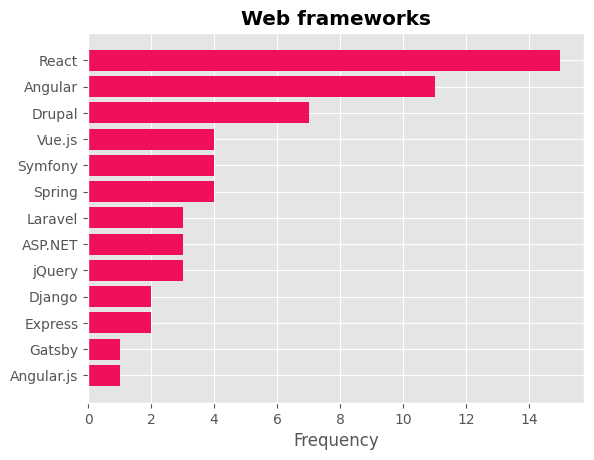 Web frameworks
React
Angular
Drupal
Vue.js
Symfony
Spring
Laravel
ASP.NET
jQuery
Django
Express
Gatsby
Angular.js
0 2 4 6 8 10 12 14
Frequency